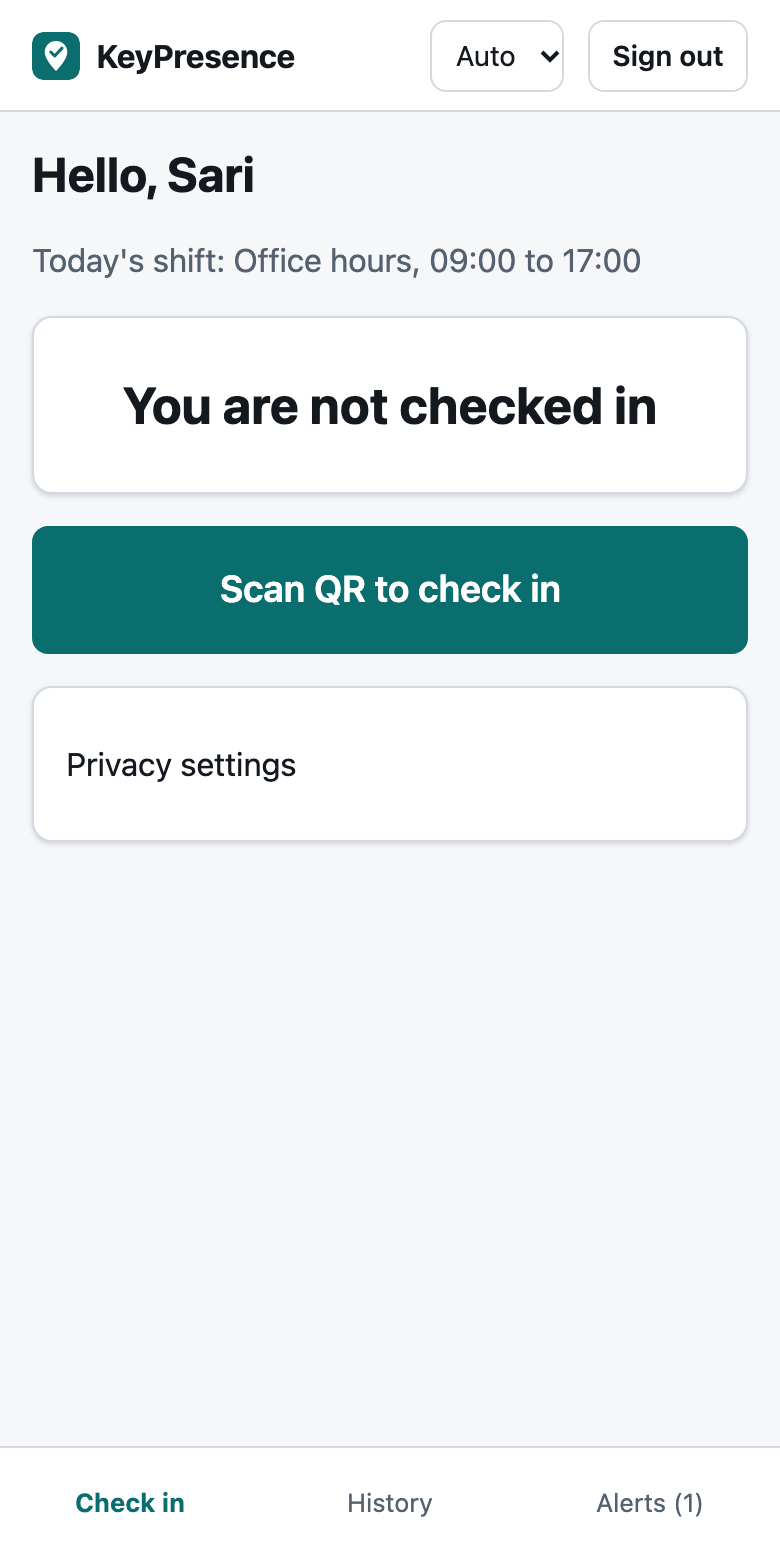 KeyPresence
Auto
Sign out
Hello, Sari
Today's shift: Office hours, 09:00 to 17:00
You are not checked in
Scan QR to check in
Privacy settings
Check in
History
Alerts (1)